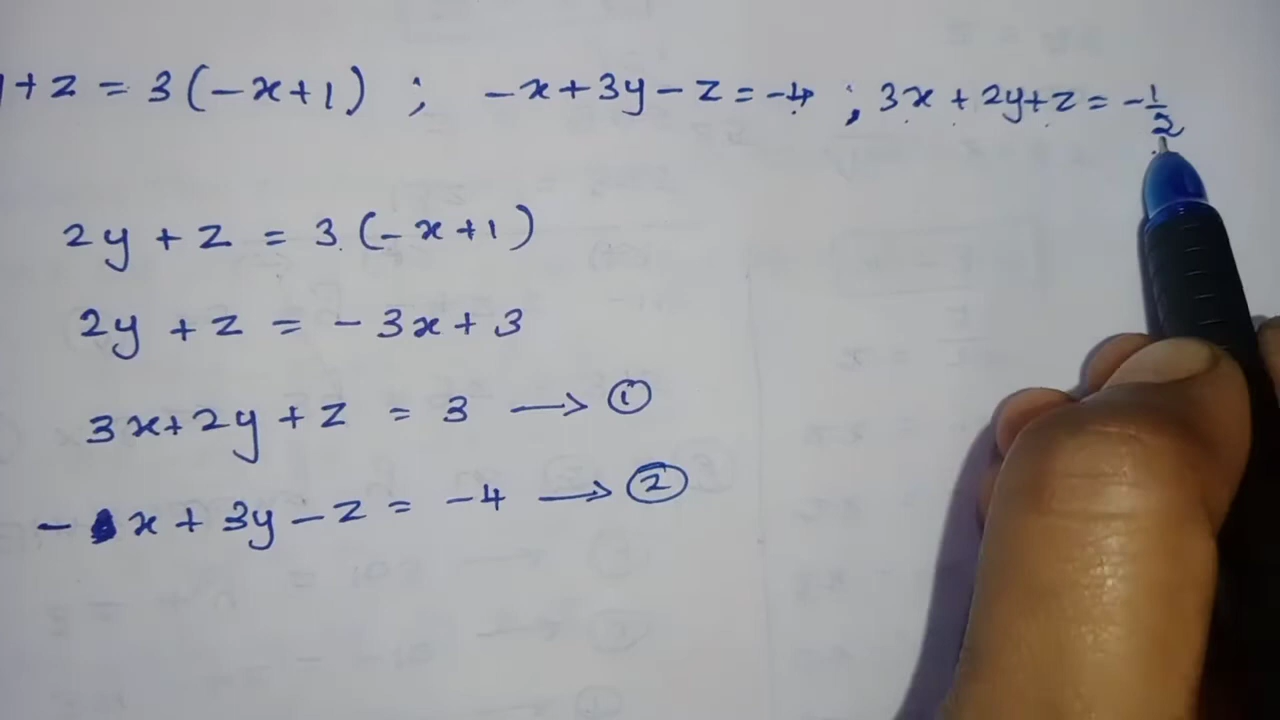 y+z = 3(-x+1) ; -x+3y-z=-4 ; 3x+2y+z=-1/2
2y+z = 3(-x+1)
2y+z = -3x+3
3x+2y+z = 3 → ①
-x+3y-z = -4 → ②